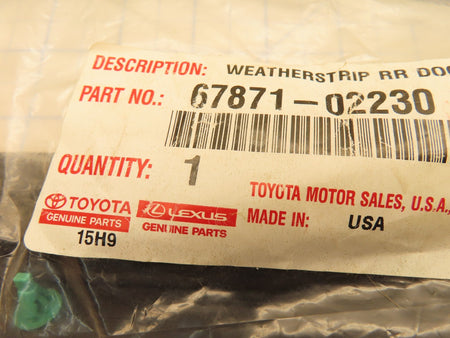 DESCRIPTION: WEATHERSTRIP RR DOO
PART NO.: 67871-02230
QUANTITY: 1
TOYOTA MOTOR SALES, U.S.A.,
TOYOTA LEXUS
GENUINE PARTS GENUINE PARTS
MADE IN: USA
15H9